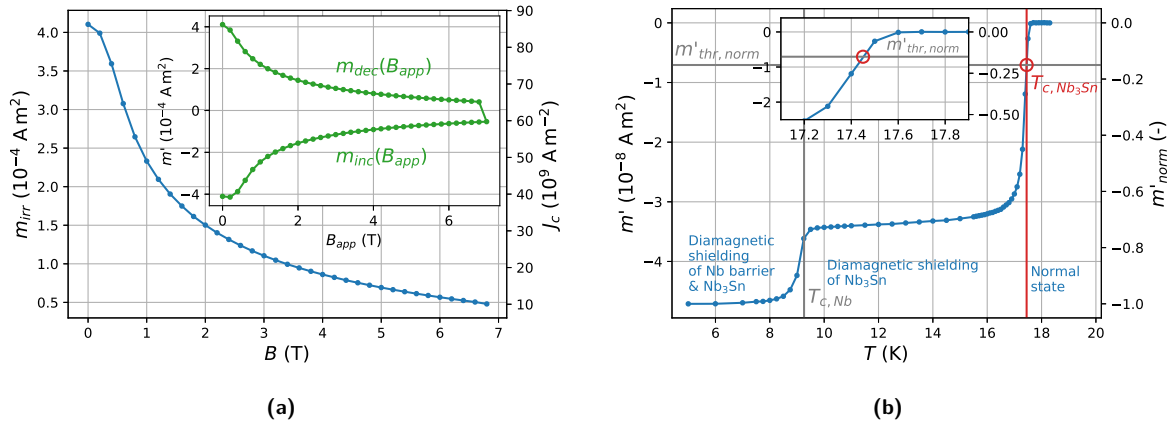 4.0
3.5
3.0
2.5
2.0
1.5
1.0
0.5
m_irr (10⁻⁴ A m²)
0
1
2
3
4
5
6
7
B (T)
90
80
70
60
50
40
30
20
10
J_c (10⁹ A m⁻²)
4
2
0
−2
−4
m' (10⁻⁴ A m²)
m_dec(B_app)
m_inc(B_app)
0
2
4
6
B_app (T)
(a)
0
−1
−2
−3
−4
m' (10⁻⁸ A m²)
m'_thr, norm
0
−1
−2
m'_thr, norm
0.00
−0.25
−0.50
17.2
17.4
17.6
17.8
T_c, Nb₃Sn
Diamagnetic
shielding
of Nb barrier
& Nb₃Sn
Diamagnetic shielding
of Nb₃Sn
Normal
state
T_c, Nb
6
8
10
12
14
16
18
20
T (K)
0.0
−0.2
−0.4
−0.6
−0.8
−1.0
m'_norm (-)
(b)